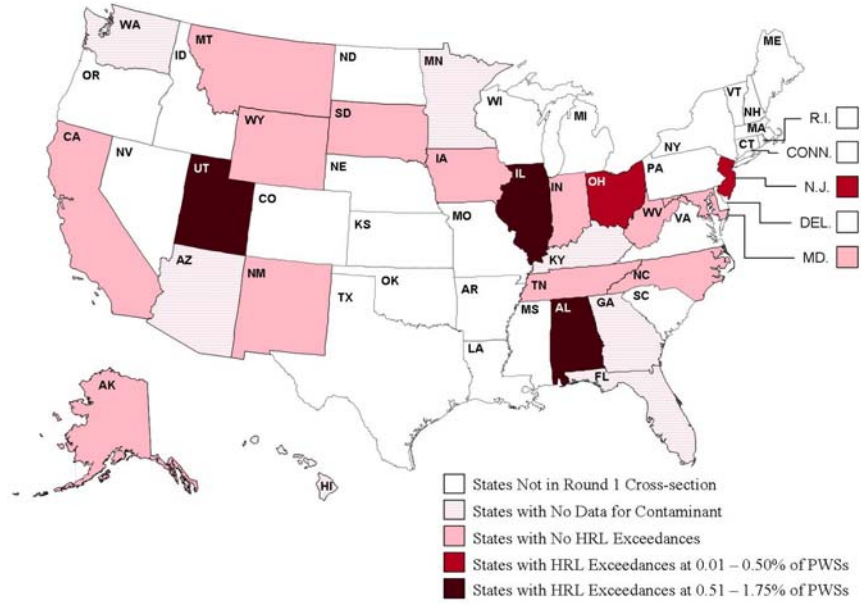 WA
MT
ND
MN
ME
ID
OR
VT
WI
NH
SD
MI
MA
R.I.
WY
NY
CT
CONN.
CA
IA
NV
NE
PA
UT
IL
IN
OH
N.J.
CO
WV
VA
MO
DEL.
KS
KY
MD.
AZ
NM
NC
TN
OK
AR
SC
TX
MS
AL
GA
LA
FL
AK
HI
States Not in Round 1 Cross-section
States with No Data for Contaminant
States with No HRL Exceedances
States with HRL Exceedances at 0.01 – 0.50% of PWSs
States with HRL Exceedances at 0.51 – 1.75% of PWSs